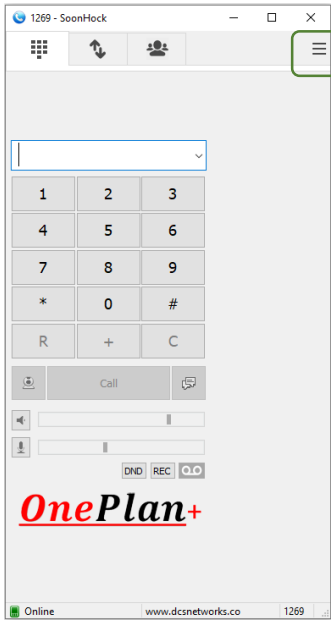 1269 - SoonHock
1 2 3
4 5 6
7 8 9
* 0 #
R + C
Call
DND REC
OnePlan+
Online www.dcsnetworks.co 1269